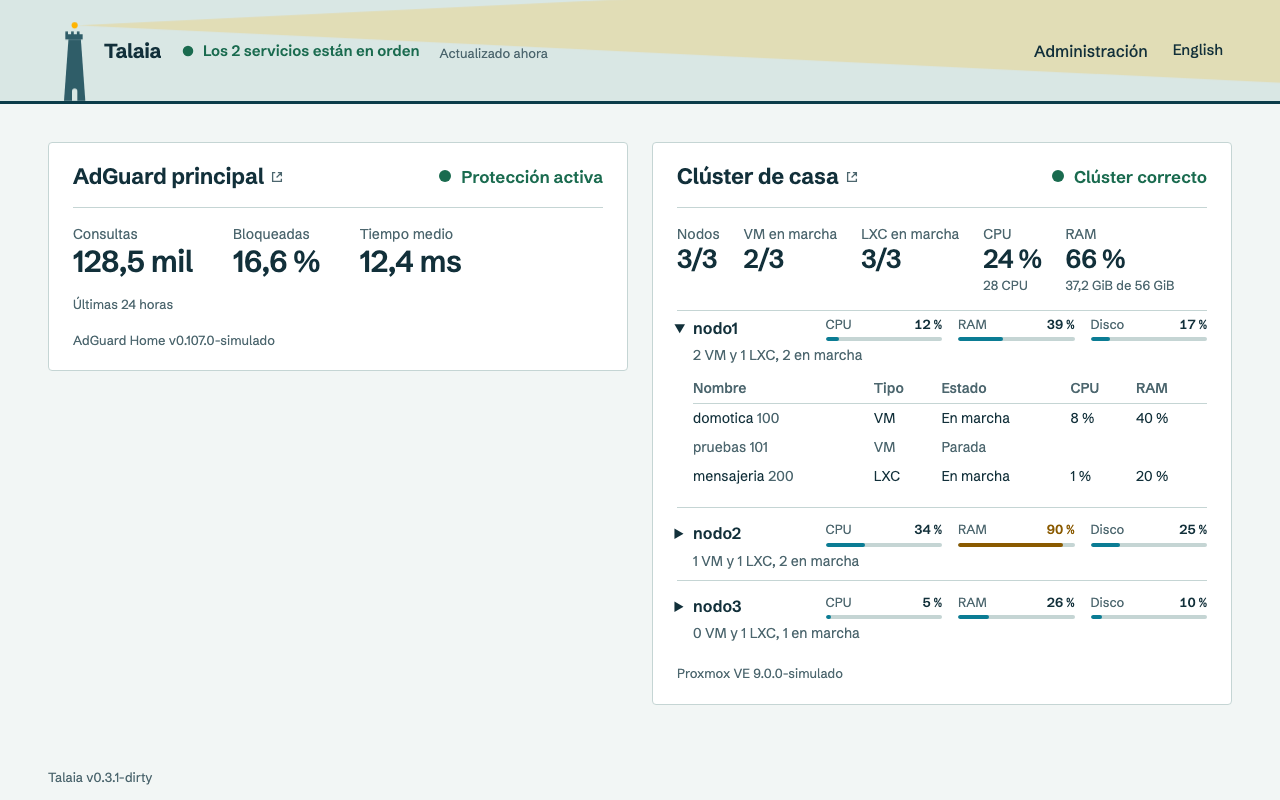 Talaia
Los 2 servicios están en orden
Actualizado ahora
Administración
English
AdGuard principal
Protección activa
Consultas
Bloqueadas
Tiempo medio
128,5 mil
16,6 %
12,4 ms
Últimas 24 horas
AdGuard Home v0.107.0-simulado
Clúster de casa
Clúster correcto
Nodos
VM en marcha
LXC en marcha
CPU
RAM
3/3
2/3
3/3
24 %
66 %
28 CPU
37,2 GiB de 56 GiB
nodo1
CPU 12 %
RAM 39 %
Disco 17 %
2 VM y 1 LXC, 2 en marcha
Nombre Tipo Estado CPU RAM
domotica 100 VM En marcha 8 % 40 %
pruebas 101 VM Parada
mensajeria 200 LXC En marcha 1 % 20 %
nodo2
CPU 34 %
RAM 90 %
Disco 25 %
1 VM y 1 LXC, 2 en marcha
nodo3
CPU 5 %
RAM 26 %
Disco 10 %
0 VM y 1 LXC, 1 en marcha
Proxmox VE 9.0.0-simulado
Talaia v0.3.1-dirty